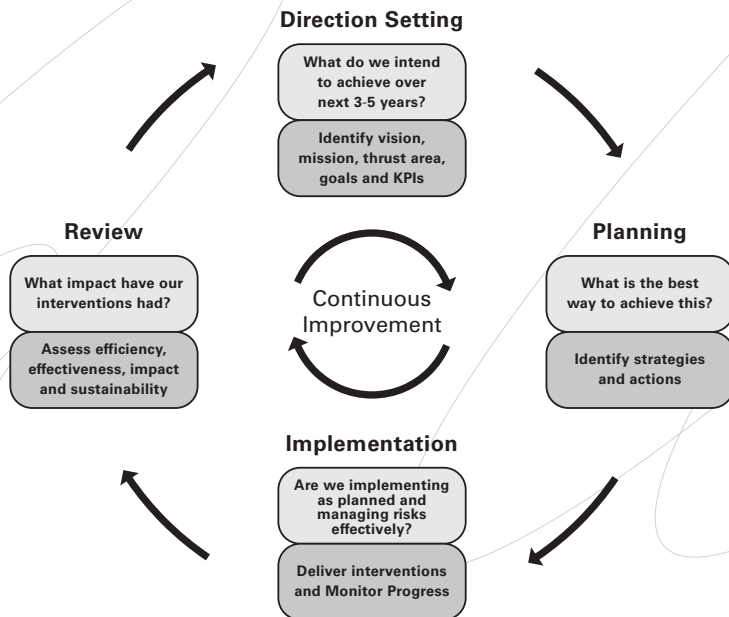 Direction Setting
What do we intend
to achieve over
next 3-5 years?
Identify vision,
mission, thrust area,
goals and KPIs
Review
What impact have our
interventions had?
Assess efficiency,
effectiveness, impact
and sustainability
Continuous
Improvement
Planning
What is the best
way to achieve this?
Identify strategies
and actions
Implementation
Are we implementing
as planned and
managing risks
effectively?
Deliver interventions
and Monitor Progress